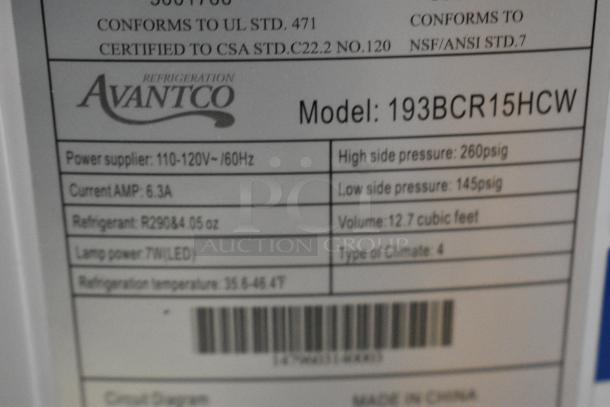 CONFORMS TO UL STD. 471
CERTIFIED TO CSA STD.C22.2 NO.120
CONFORMS TO
NSF/ANSI STD.7
REFRIGERATION
AVANTCO
Model: 193BCR15HCW
Power supplier: 110-120V~ /60Hz
High side pressure: 260psig
Current AMP: 6.3A
Low side pressure: 145psig
Refrigerant: R290&4.05 oz
Volume: 12.7 cubic feet
Lamp power: 7W(LED)
Type of Climate: 4
Refrigeration temperature: 35.6-46.4℉
PCI
AUCTION GROUP
Circuit Diagram
MADE IN CHINA